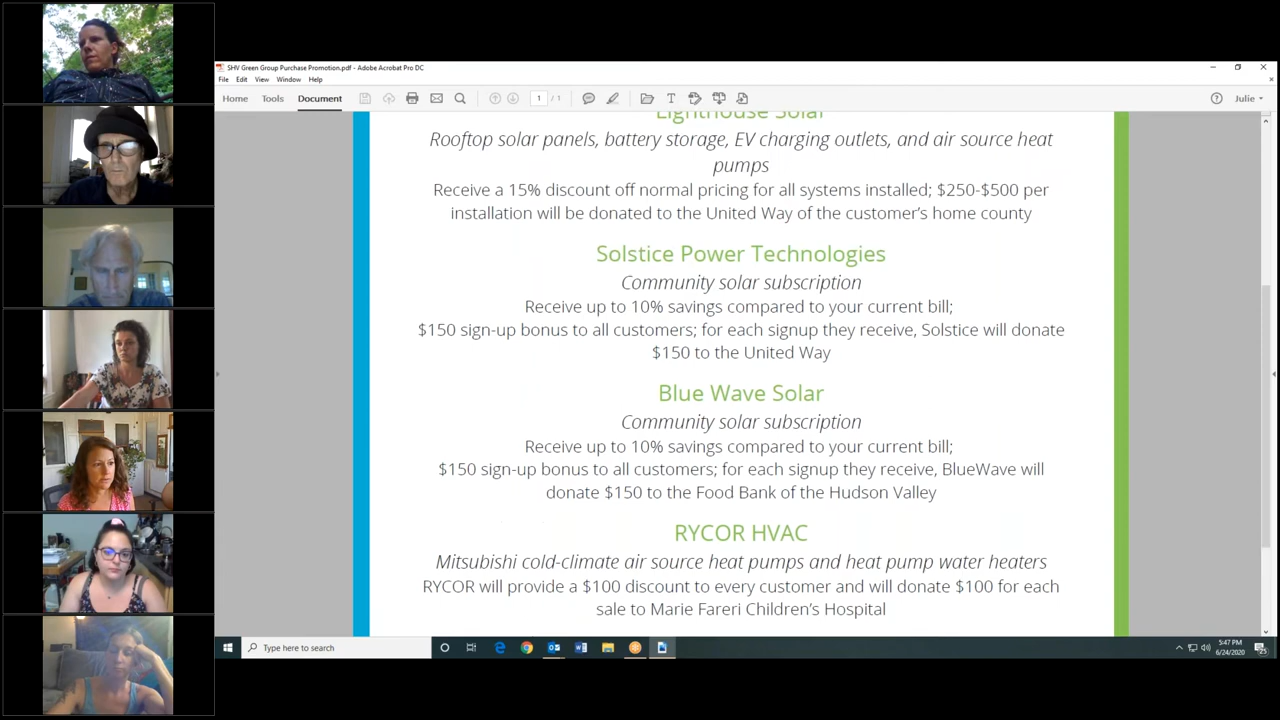 SHV Green Group Purchase Promotion.pdf - Adobe Acrobat Pro DC
File Edit View Window Help
Home Tools Document
1 / 1
Julie
Lighthouse Solar
Rooftop solar panels, battery storage, EV charging outlets, and air source heat
pumps
Receive a 15% discount off normal pricing for all systems installed; $250-$500 per
installation will be donated to the United Way of the customer's home county
Solstice Power Technologies
Community solar subscription
Receive up to 10% savings compared to your current bill;
$150 sign-up bonus to all customers; for each signup they receive, Solstice will donate
$150 to the United Way
Blue Wave Solar
Community solar subscription
Receive up to 10% savings compared to your current bill;
$150 sign-up bonus to all customers; for each signup they receive, BlueWave will
donate $150 to the Food Bank of the Hudson Valley
RYCOR HVAC
Mitsubishi cold-climate air source heat pumps and heat pump water heaters
RYCOR will provide a $100 discount to every customer and will donate $100 for each
sale to Marie Fareri Children's Hospital
Type here to search
5:47 PM
6/24/2020